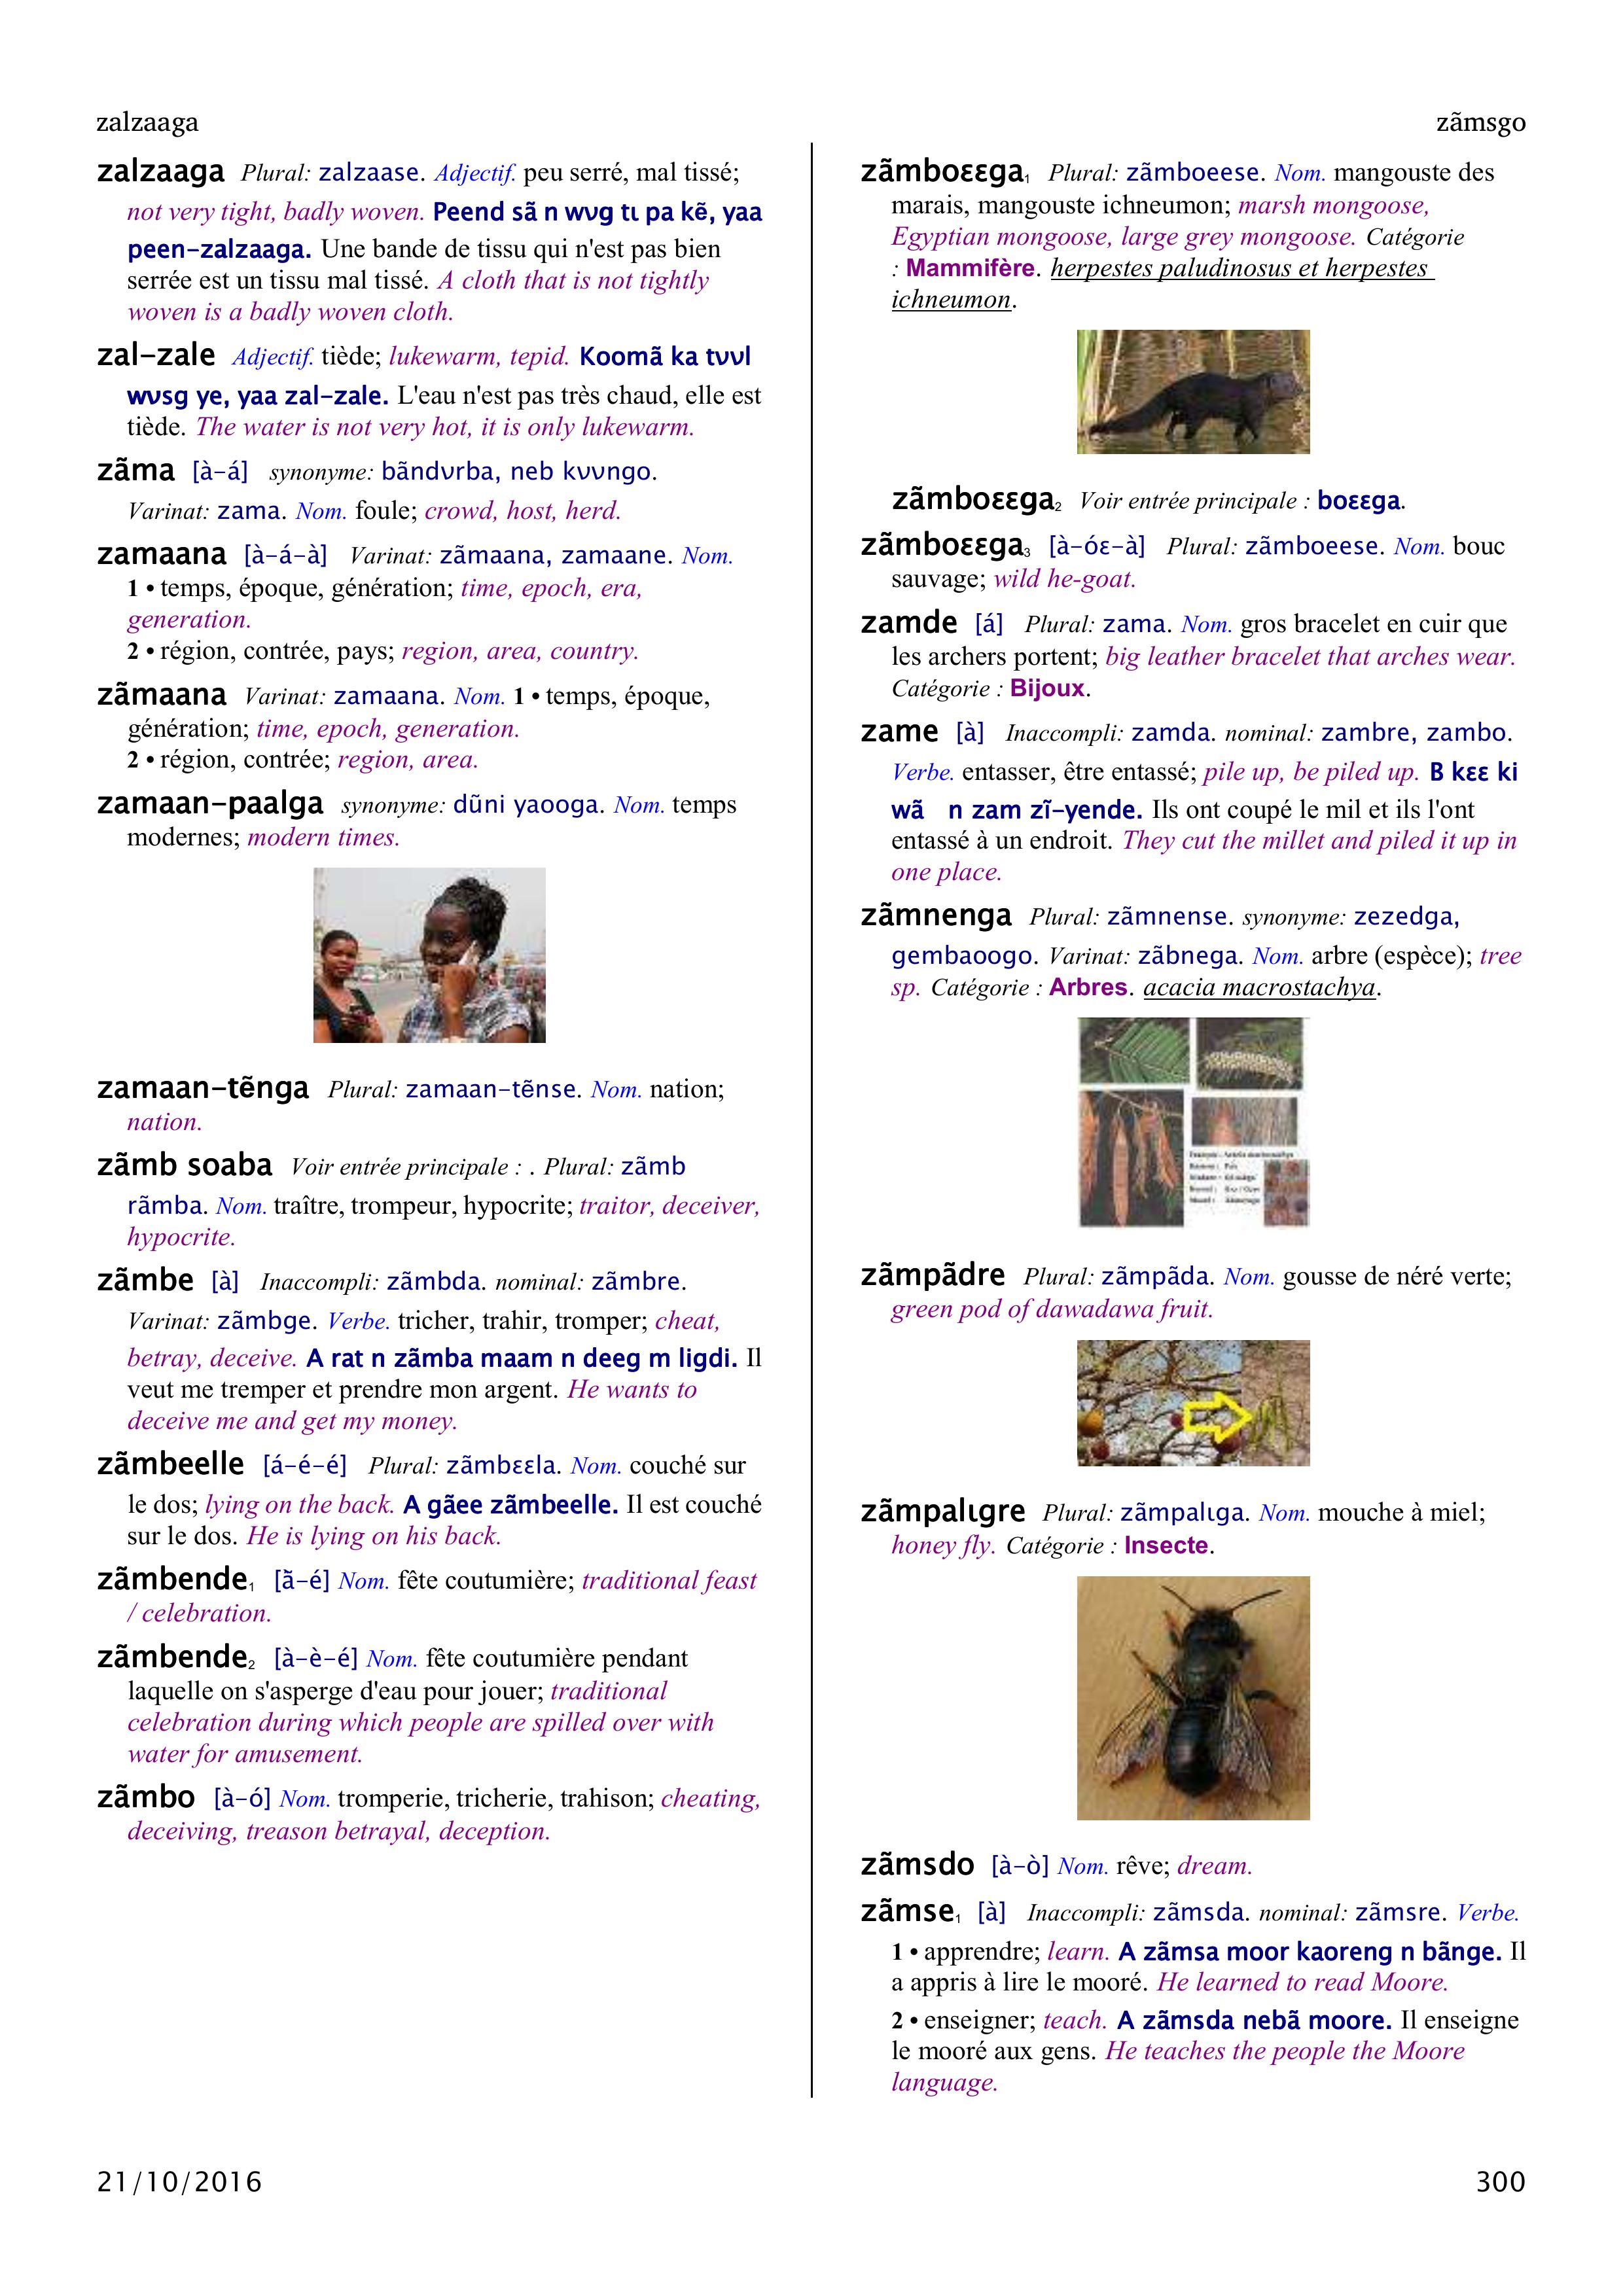 zalzaaga
zãmsgo
zalzaaga Plural: zalzaase. Adjectif. peu serré, mal tissé;
not very tight, badly woven. Peend sã n wʋg tɩ pa kẽ, yaa
peen-zalzaaga. Une bande de tissu qui n'est pas bien
serrée est un tissu mal tissé. A cloth that is not tightly
woven is a badly woven cloth.
zal-zale Adjectif. tiède; lukewarm, tepid. Koomã ka tʋʋl
wʋsg ye, yaa zal-zale. L'eau n'est pas très chaud, elle est
tiède. The water is not very hot, it is only lukewarm.
zãma [à-á] synonyme: bãndʋrba, neb kʋʋngo.
Varinat: zama. Nom. foule; crowd, host, herd.
zamaana [à-á-à] Varinat: zãmaana, zamaane. Nom.
1 • temps, époque, génération; time, epoch, era,
generation.
2 • région, contrée, pays; region, area, country.
zãmaana Varinat: zamaana. Nom. 1 • temps, époque,
génération; time, epoch, generation.
2 • région, contrée; region, area.
zamaan-paalga synonyme: dũni yaooga. Nom. temps
modernes; modern times.
zamaan-tẽnga Plural: zamaan-tẽnse. Nom. nation;
nation.
zãmb soaba Voir entrée principale : . Plural: zãmb
rãmba. Nom. traître, trompeur, hypocrite; traitor, deceiver,
hypocrite.
zãmbe [à] Inaccompli: zãmbda. nominal: zãmbre.
Varinat: zãmbge. Verbe. tricher, trahir, tromper; cheat,
betray, deceive. A rat n zãmba maam n deeg m ligdi. Il
veut me tremper et prendre mon argent. He wants to
deceive me and get my money.
zãmbeelle [á-é-é] Plural: zãmbɛɛla. Nom. couché sur
le dos; lying on the back. A gãee zãmbeelle. Il est couché
sur le dos. He is lying on his back.
zãmbende₁ [ã̀-é] Nom. fête coutumière; traditional feast
/ celebration.
zãmbende₂ [à-è-é] Nom. fête coutumière pendant
laquelle on s'asperge d'eau pour jouer; traditional
celebration during which people are spilled over with
water for amusement.
zãmbo [à-ó] Nom. tromperie, tricherie, trahison; cheating,
deceiving, treason betrayal, deception.
zãmboɛɛga₁ Plural: zãmboeese. Nom. mangouste des
marais, mangouste ichneumon; marsh mongoose,
Egyptian mongoose, large grey mongoose. Catégorie
: Mammifère. herpestes paludinosus et herpestes
ichneumon.
zãmboɛɛga₂ Voir entrée principale : boɛɛga.
zãmboɛɛga₃ [à-óɛ-à] Plural: zãmboeese. Nom. bouc
sauvage; wild he-goat.
zamde [á] Plural: zama. Nom. gros bracelet en cuir que
les archers portent; big leather bracelet that arches wear.
Catégorie : Bijoux.
zame [à] Inaccompli: zamda. nominal: zambre, zambo.
Verbe. entasser, être entassé; pile up, be piled up. B kɛɛ ki
wã n zam zĩ-yende. Ils ont coupé le mil et ils l'ont
entassé à un endroit. They cut the millet and piled it up in
one place.
zãmnenga Plural: zãmnense. synonyme: zezedga,
gembaoogo. Varinat: zãbnega. Nom. arbre (espèce); tree
sp. Catégorie : Arbres. acacia macrostachya.
zãmpãdre Plural: zãmpãda. Nom. gousse de néré verte;
green pod of dawadawa fruit.
zãmpalɩgre Plural: zãmpalɩga. Nom. mouche à miel;
honey fly. Catégorie : Insecte.
zãmsdo [à-ò] Nom. rêve; dream.
zãmse₁ [à] Inaccompli: zãmsda. nominal: zãmsre. Verbe.
1 • apprendre; learn. A zãmsa moor kaoreng n bãnge. Il
a appris à lire le mooré. He learned to read Moore.
2 • enseigner; teach. A zãmsda nebã moore. Il enseigne
le mooré aux gens. He teaches the people the Moore
language.
21/10/2016
300